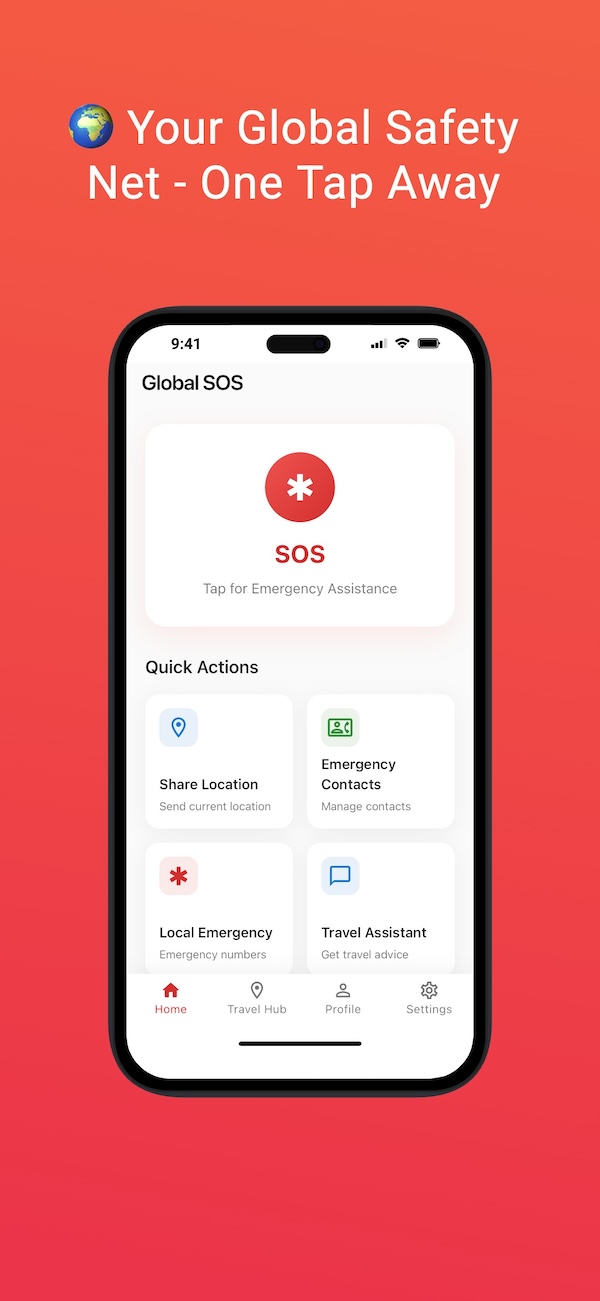 🌍 Your Global Safety
Net - One Tap Away
9:41
Global SOS
SOS
Tap for Emergency Assistance
Quick Actions
Share Location
Send current location
Emergency
Contacts
Manage contacts
Local Emergency
Emergency numbers
Travel Assistant
Get travel advice
Home
Travel Hub
Profile
Settings